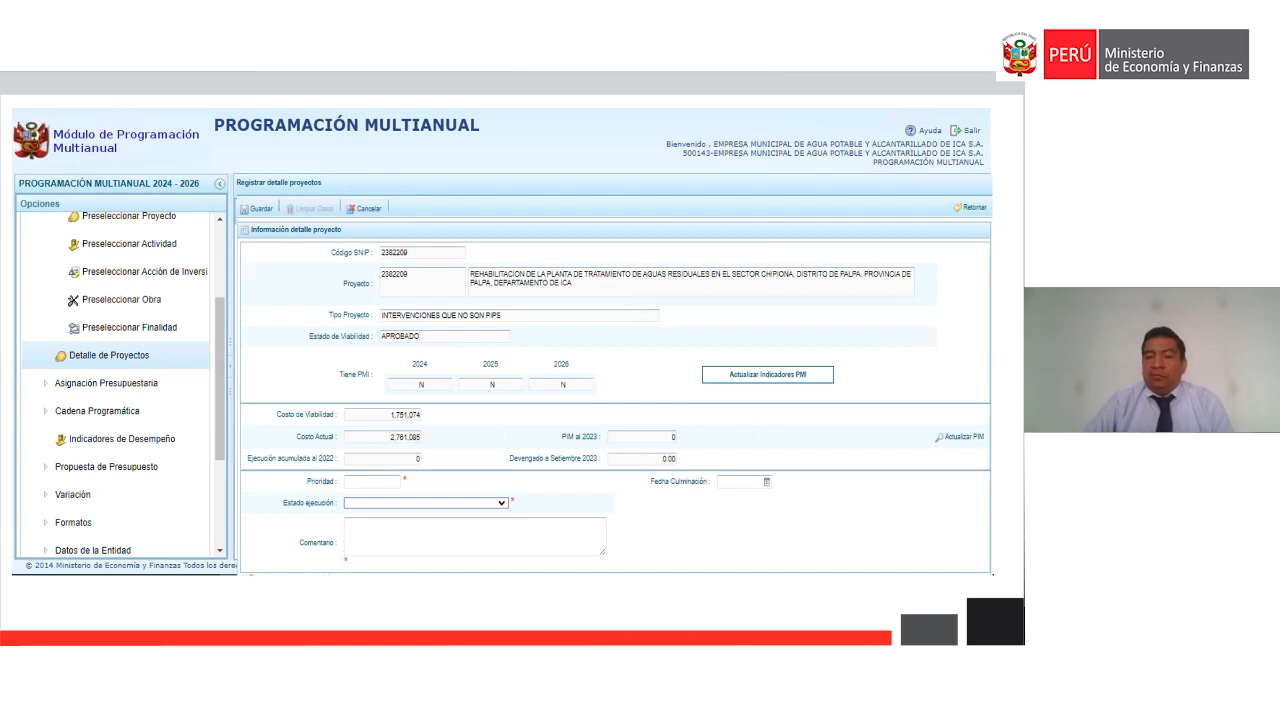 REPÚBLICA DEL PERÚ
PERÚ
Ministerio
de Economía y Finanzas
Módulo de Programación
Multianual
PROGRAMACIÓN MULTIANUAL
Ayuda
Salir
Bienvenido , EMPRESA MUNICIPAL DE AGUA POTABLE Y ALCANTARILLADO DE ICA S.A.
500143-EMPRESA MUNICIPAL DE AGUA POTABLE Y ALCANTARILLADO DE ICA S.A.
PROGRAMACIÓN MULTIANUAL
PROGRAMACIÓN MULTIANUAL 2024 - 2026
Opciones
Preseleccionar Proyecto
Preseleccionar Actividad
Preseleccionar Acción de Inversi
Preseleccionar Obra
Preseleccionar Finalidad
Detalle de Proyectos
Asignación Presupuestaria
Cadena Programática
Indicadores de Desempeño
Propuesta de Presupuesto
Variación
Formatos
Datos de la Entidad
© 2014 Ministerio de Economía y Finanzas Todos los dere
Registrar detalle proyectos
Guardar
Limpiar Datos
Cancelar
Retornar
Información detalle proyecto
Código SNIP : 2382209
Proyecto : 2382209 REHABILITACION DE LA PLANTA DE TRATAMIENTO DE AGUAS RESIDUALES EN EL SECTOR CHIPIONA, DISTRITO DE PALPA, PROVINCIA DE
PALPA, DEPARTAMENTO DE ICA
Tipo Proyecto : INTERVENCIONES QUE NO SON PIPS
Estado de Viabilidad : APROBADO
2024 2025 2026
Tiene PMI : N N N
Actualizar Indicadores PMI
Costo de Viabilidad : 1,751,074
Costo Actual : 2,761,085 PIM al 2023 : 0 Actualizar PIM
Ejecución acumulada al 2022 : 0 Devengado a Setiembre 2023 : 0.00
Prioridad : * Fecha Culminación :
Estado ejecución : *
Comentario :
*